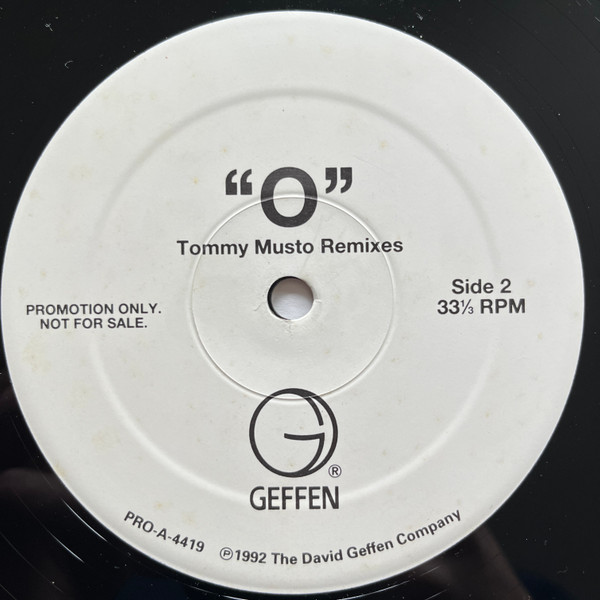 “O”
Tommy Musto Remixes
Side 2
33⅓ RPM
PROMOTION ONLY.
NOT FOR SALE.
G®
GEFFEN
PRO-A-4419 ℗1992 The David Geffen Company